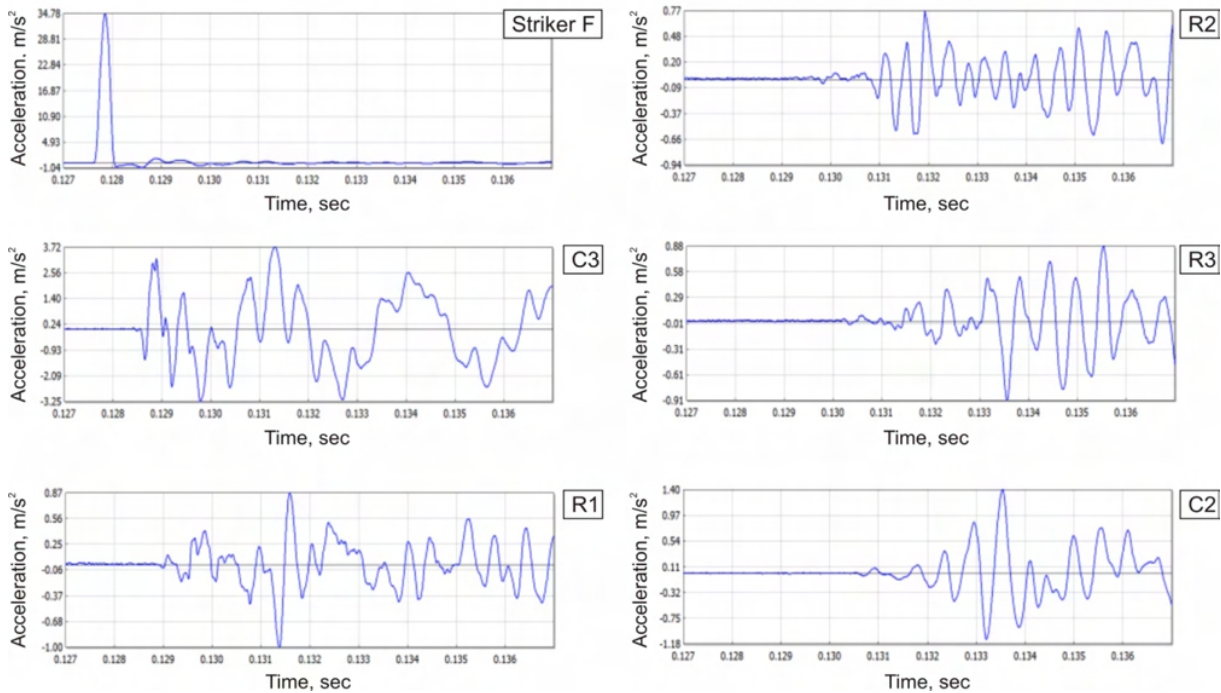 Striker F
Acceleration. m/s²
34.78
28.81
22.84
16.87
10.90
4.93
-1.04
0.127 0.128 0.129 0.130 0.131 0.132 0.133 0.134 0.135 0.136
Time, sec
R2
Acceleration, m/s²
0.77
0.48
0.20
-0.09
-0.37
-0.66
-0.94
0.127 0.128 0.129 0.130 0.131 0.132 0.133 0.134 0.135 0.136
Time, sec
C3
Acceleration, m/s²
3.72
2.56
1.40
0.24
-0.93
-2.09
-3.25
0.127 0.128 0.129 0.130 0.131 0.132 0.133 0.134 0.135 0.136
Time, sec
R3
Acceleration, m/s²
0.88
0.58
0.29
-0.01
-0.31
-0.61
-0.91
0.127 0.128 0.129 0.130 0.131 0.132 0.133 0.134 0.135 0.136
Time, sec
R1
Acceleration, m/s²
0.87
0.56
0.25
-0.06
-0.37
-0.68
-1.00
0.127 0.128 0.129 0.130 0.131 0.132 0.133 0.134 0.135 0.136
Time, sec
C2
Acceleration, m/s²
1.40
0.97
0.54
0.11
-0.32
-0.75
-1.18
0.127 0.128 0.129 0.130 0.131 0.132 0.133 0.134 0.135 0.136
Time, sec